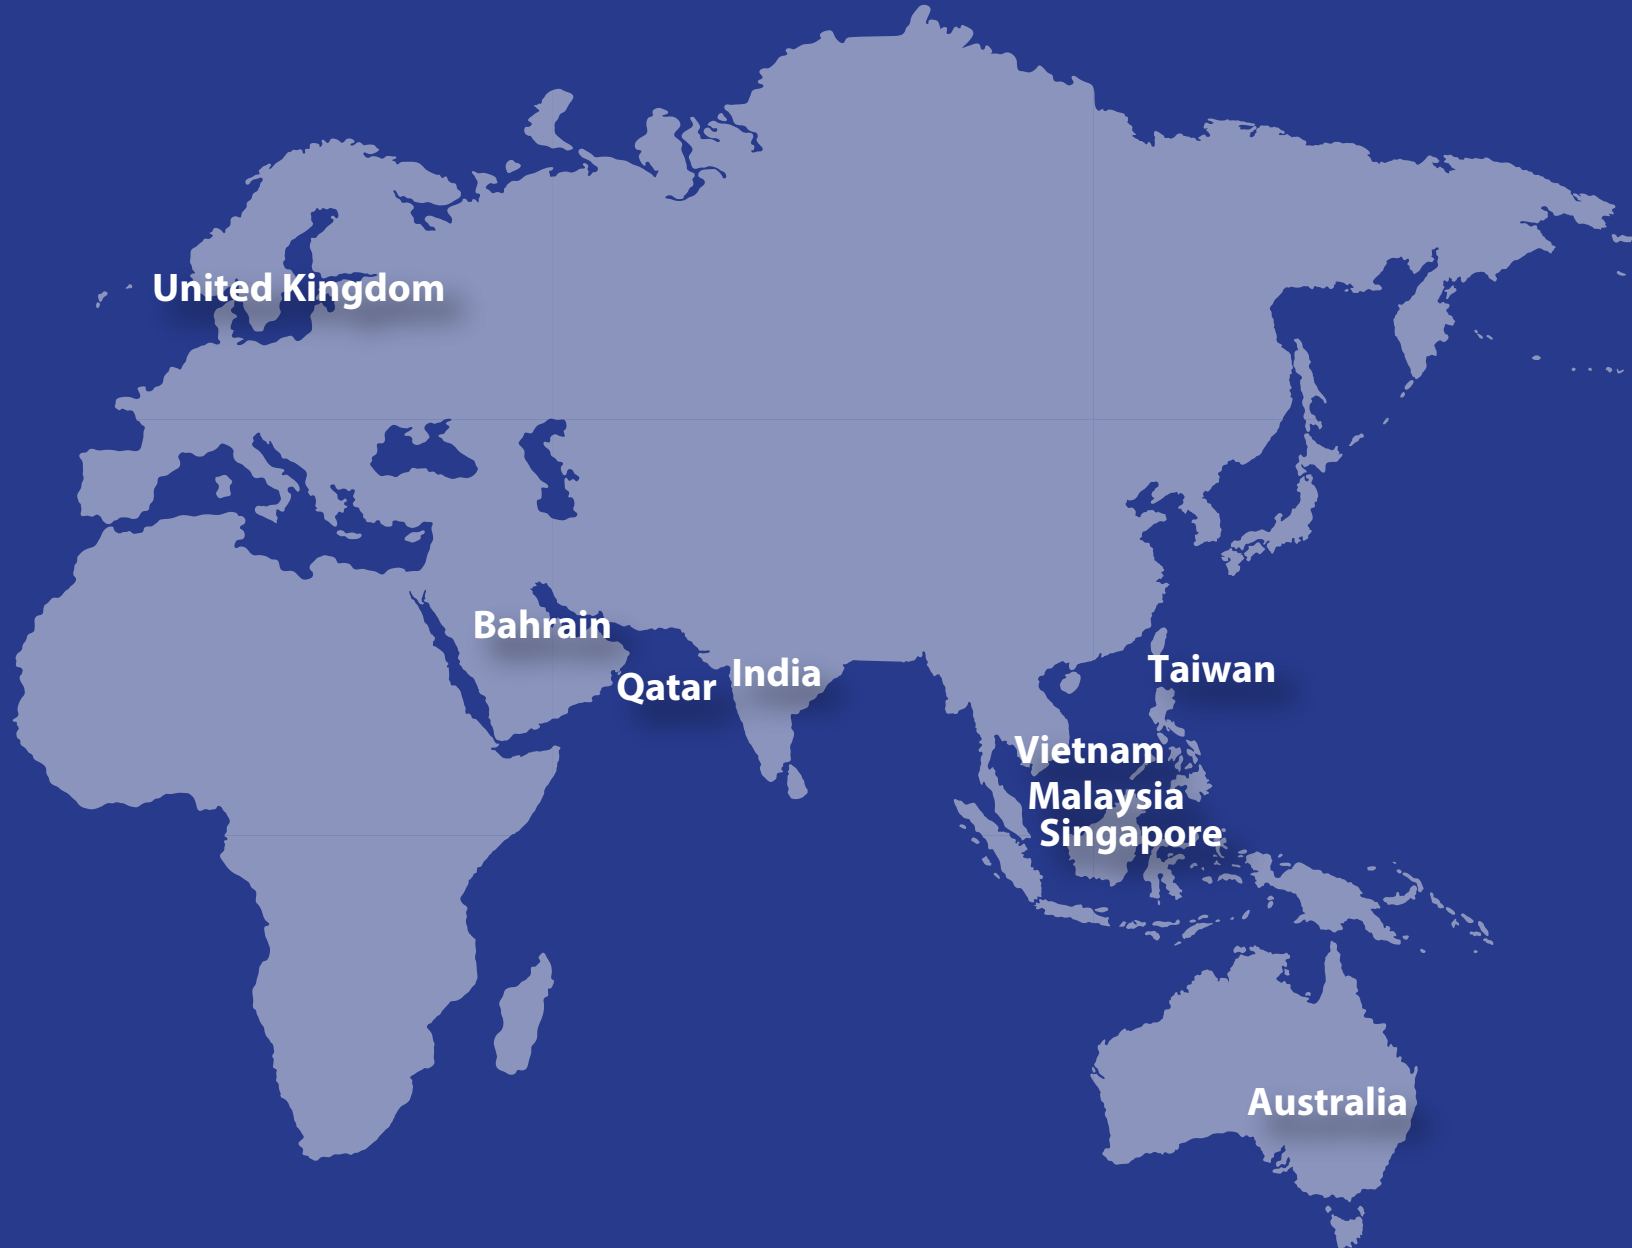 United Kingdom
Bahrain
Qatar
India
Taiwan
Vietnam
Malaysia
Singapore
Australia